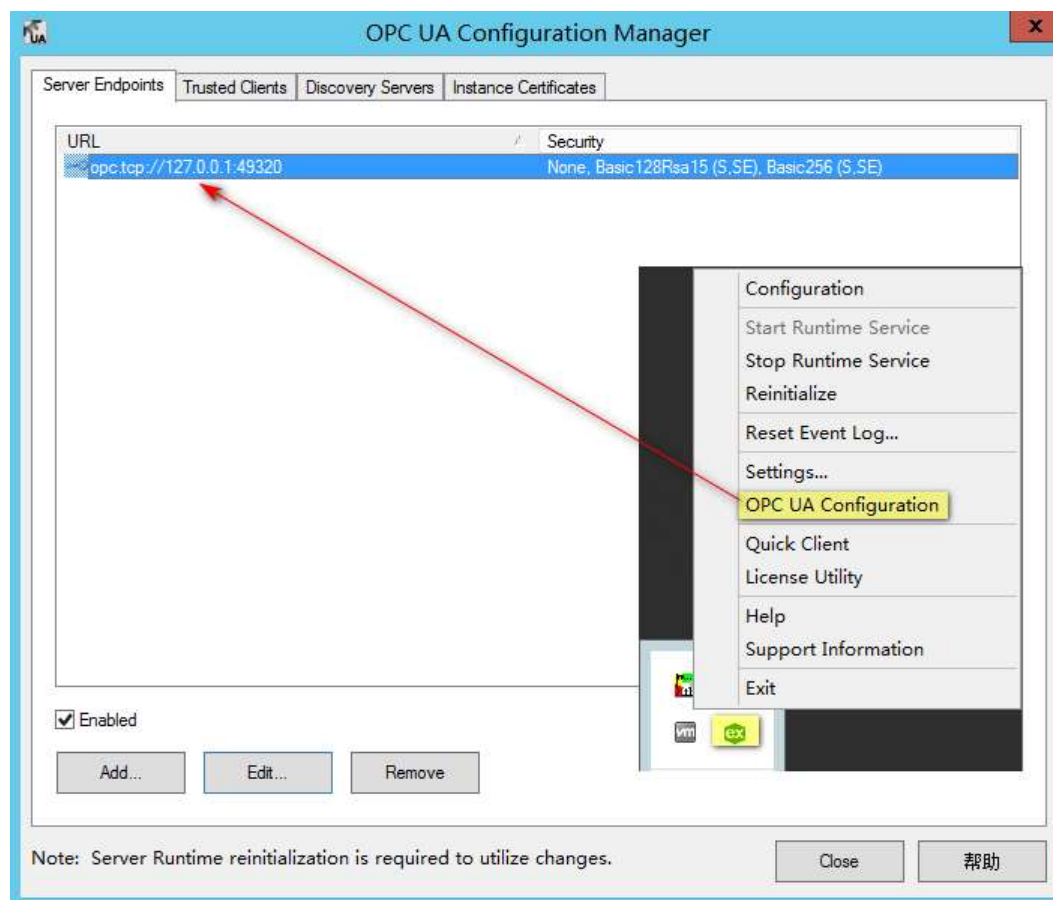 OPC UA Configuration Manager
x
Server Endpoints Trusted Clients Discovery Servers Instance Certificates
URL Security
opc.tcp://127.0.0.1:49320 None, Basic128Rsa15 (S,SE), Basic256 (S,SE)
Configuration
Start Runtime Service
Stop Runtime Service
Reinitialize
Reset Event Log...
Settings...
OPC UA Configuration
Quick Client
License Utility
Help
Support Information
Exit
vm ex
Enabled
Add... Edit... Remove
Note: Server Runtime reinitialization is required to utilize changes.
Close 帮助